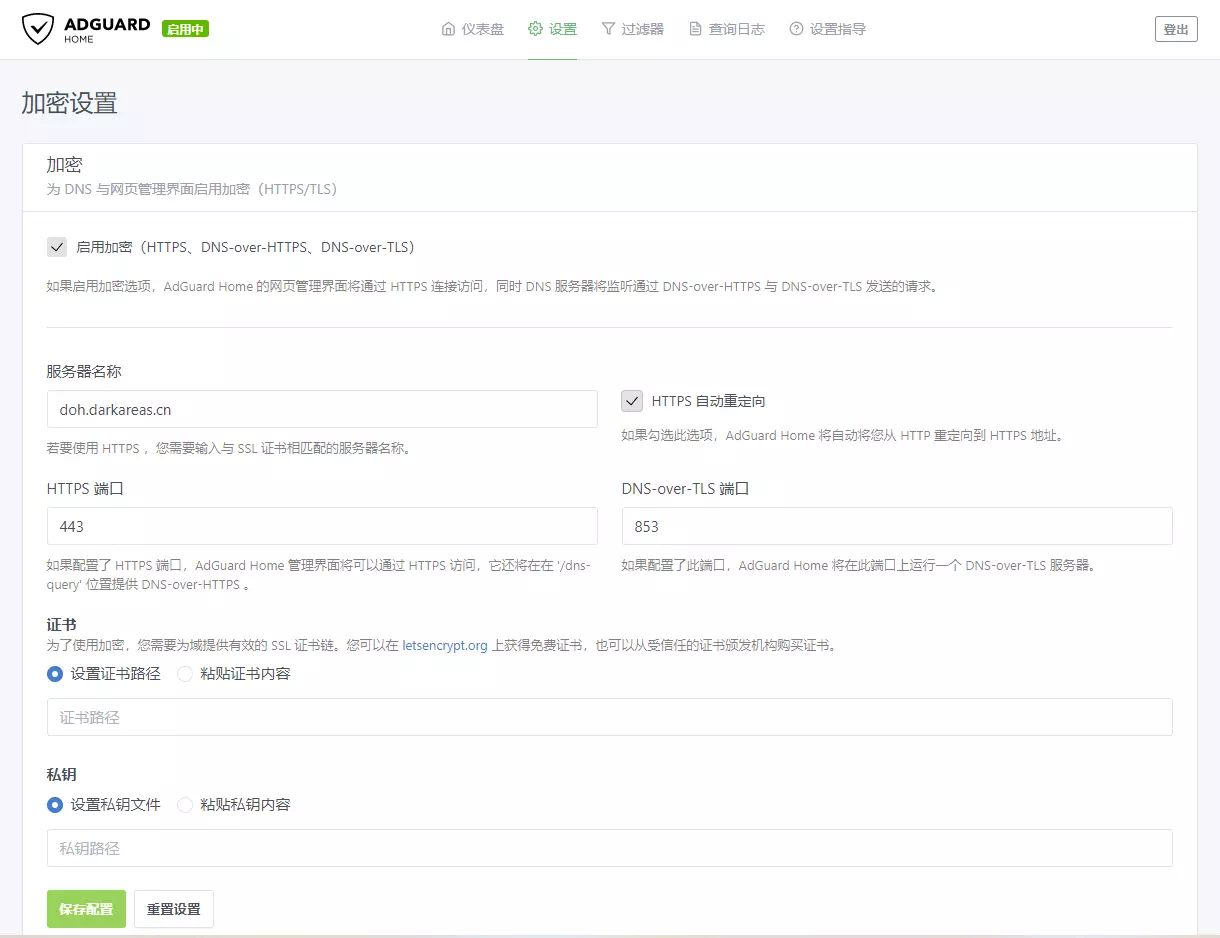 ADGUARD
HOME
启用中
仪表盘
设置
过滤器
查询日志
设置指导
登出
加密设置
加密
为 DNS 与网页管理界面启用加密（HTTPS/TLS）
启用加密（HTTPS、DNS-over-HTTPS、DNS-over-TLS）
如果启用加密选项，AdGuard Home 的网页管理界面将通过 HTTPS 连接访问，同时 DNS 服务器将监听通过 DNS-over-HTTPS 与 DNS-over-TLS 发送的请求。
服务器名称
doh.darkareas.cn
若要使用 HTTPS ，您需要输入与 SSL 证书相匹配的服务器名称。
HTTPS 自动重定向
如果勾选此选项，AdGuard Home 将自动将您从 HTTP 重定向到 HTTPS 地址。
HTTPS 端口
443
如果配置了 HTTPS 端口，AdGuard Home 管理界面将可以通过 HTTPS 访问，它还将在在 '/dns-
query' 位置提供 DNS-over-HTTPS 。
DNS-over-TLS 端口
853
如果配置了此端口，AdGuard Home 将在此端口上运行一个 DNS-over-TLS 服务器。
证书
为了使用加密，您需要为域提供有效的 SSL 证书链。您可以在 letsencrypt.org 上获得免费证书，也可以从受信任的证书颁发机构购买证书。
设置证书路径
粘贴证书内容
证书路径
私钥
设置私钥文件
粘贴私钥内容
私钥路径
保存配置
重置设置